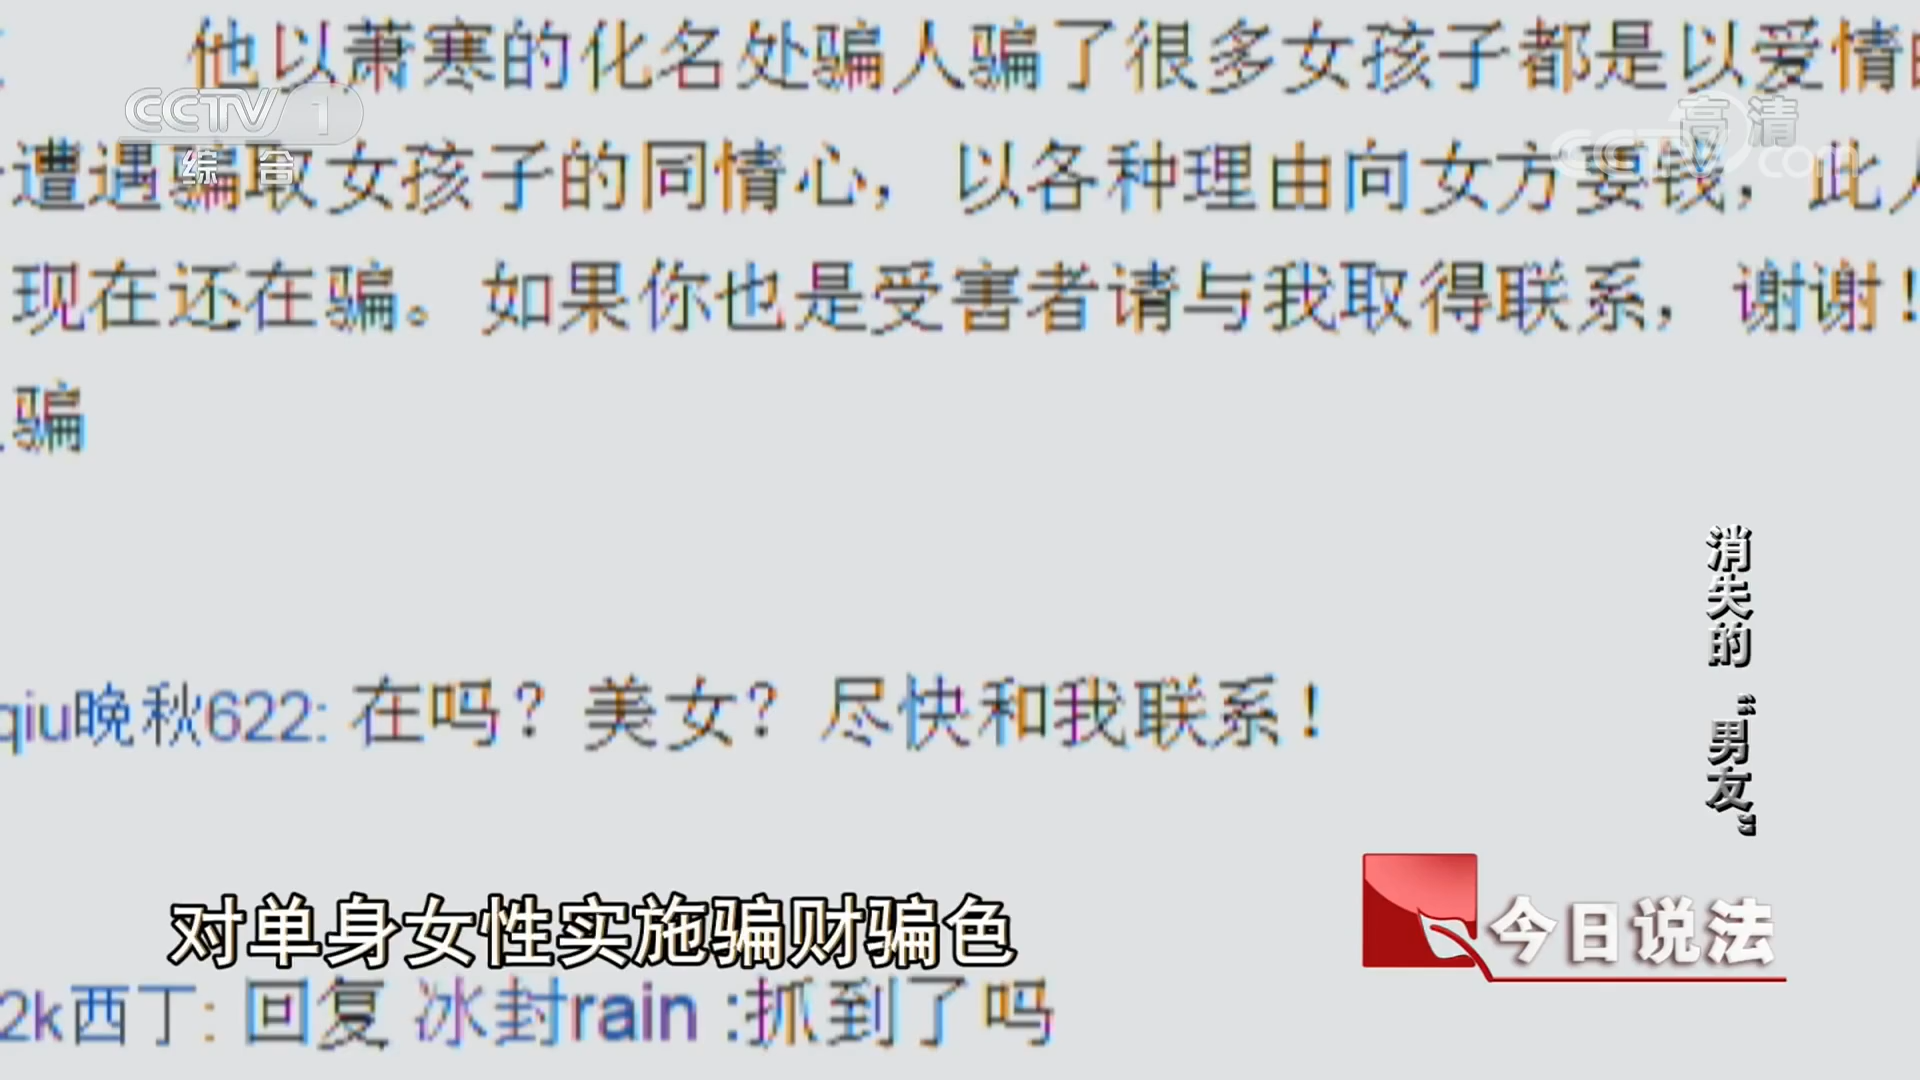 他以萧寒的化名处骗人骗了很多女孩子都是以爱情
CCTV 1
综合
高清
CCTV com
遭遇骗取女孩子的同情心，以各种理由向女方要钱，此人
现在还在骗。如果你也是受害者请与我取得联系，谢谢！
骗
消失的“男友”
qiu晚秋622: 在吗？美女？尽快和我联系！
对单身女性实施骗财骗色
今日说法
2k西丁: 回复 冰封rain :抓到了吗